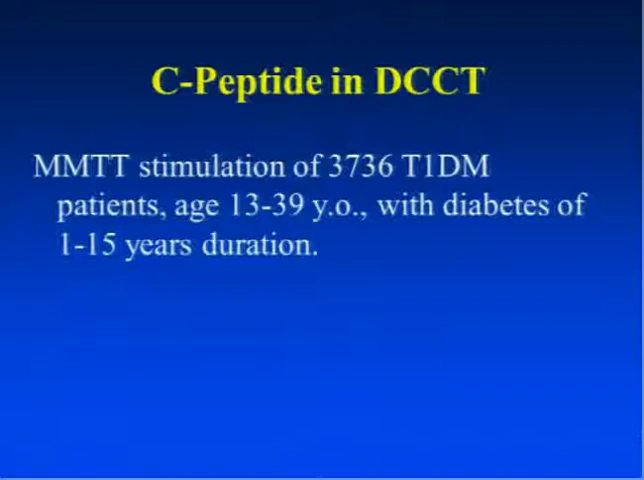 C-Peptide in DCCT
MMTT stimulation of 3736 T1DM
patients, age 13-39 y.o., with diabetes of
1-15 years duration.